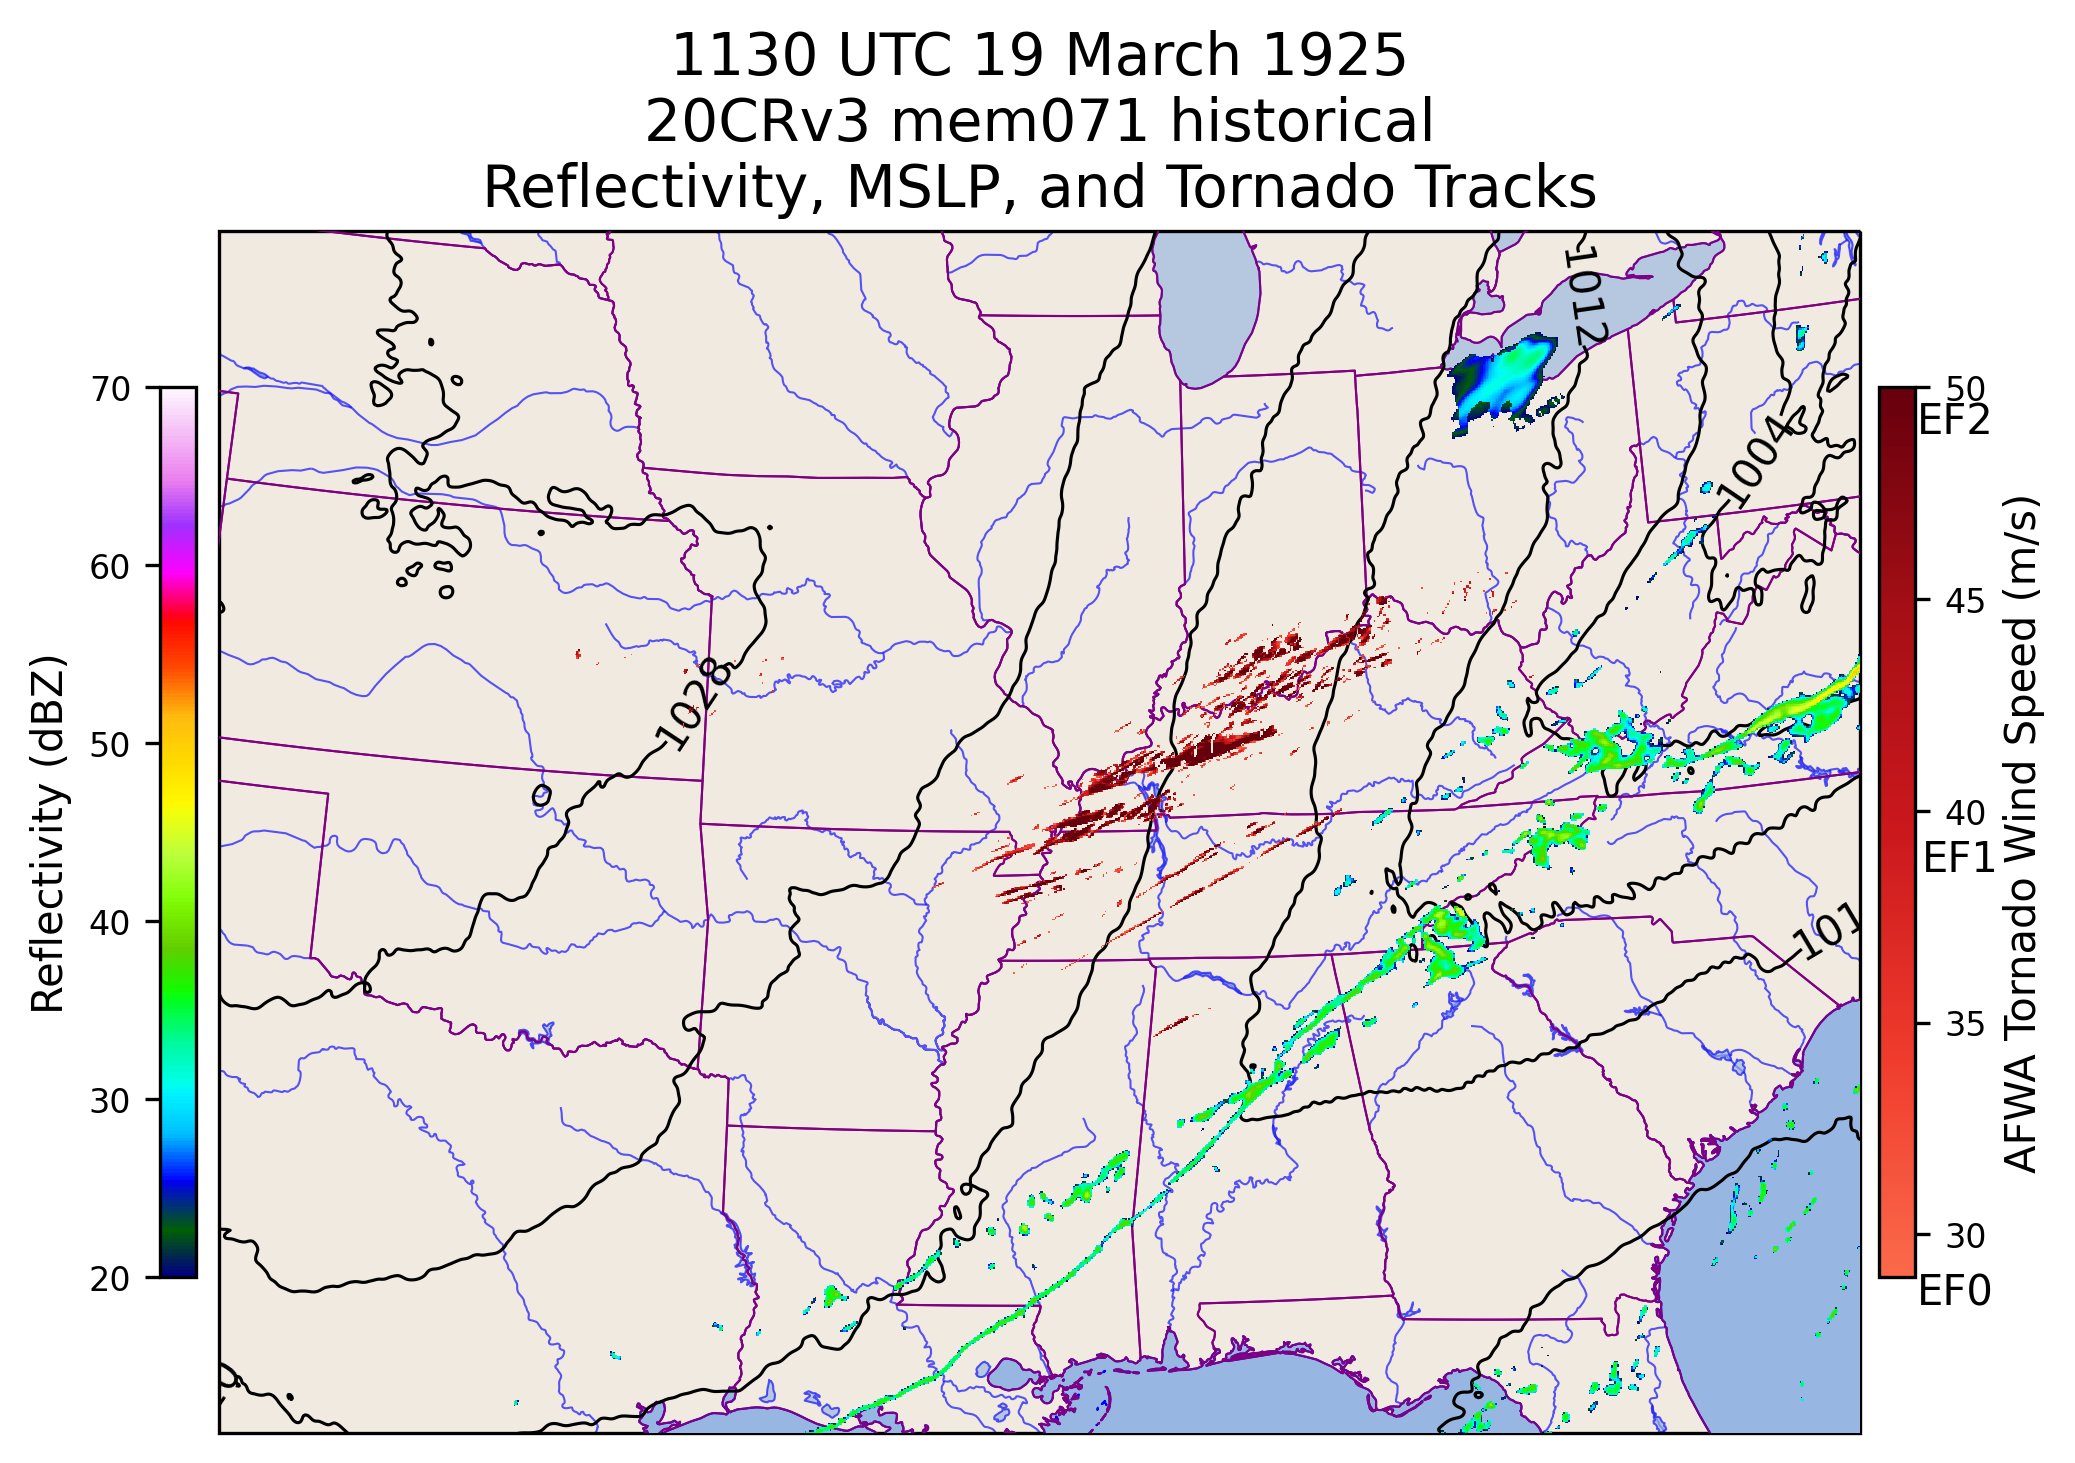 1130 UTC 19 March 1925
20CRv3 mem071 historical
Reflectivity, MSLP, and Tornado Tracks
Reflectivity (dBZ)
70
60
50
40
30
20
1012
1004
1028
101
50
EF2
45
40
EF1
35
30
EF0
AFWA Tornado Wind Speed (m/s)